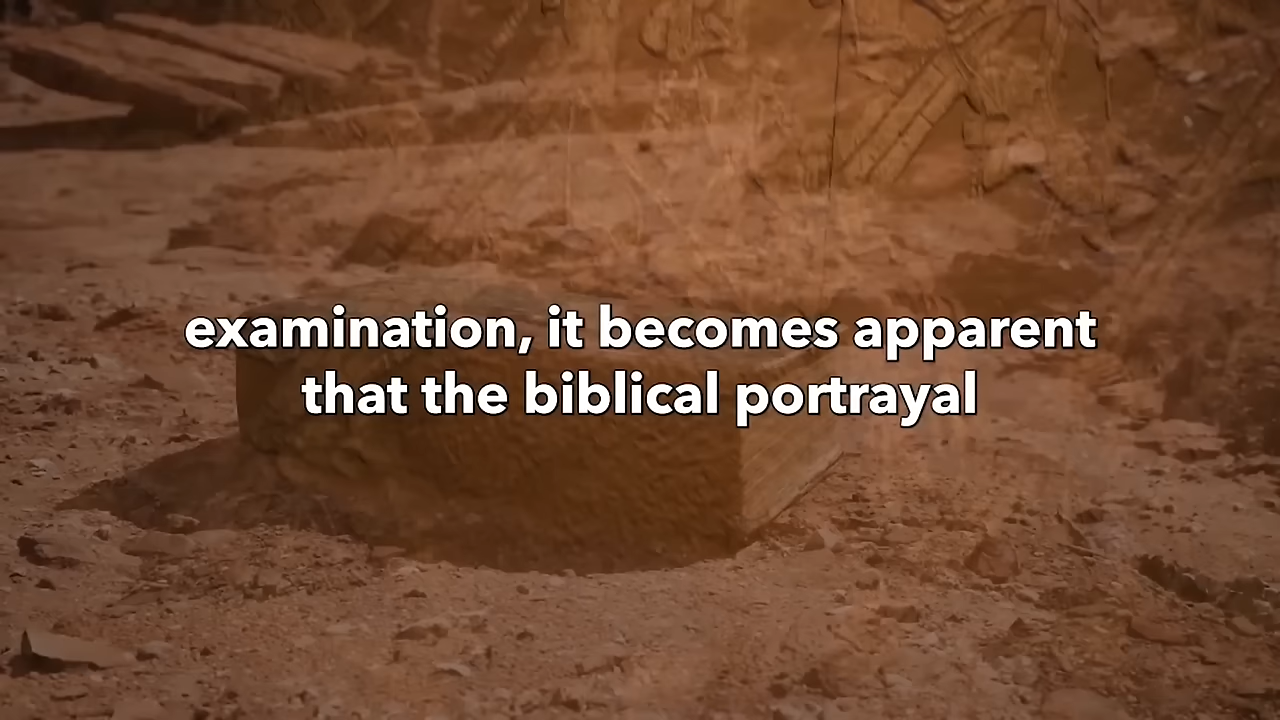 examination, it becomes apparent
that the biblical portrayal